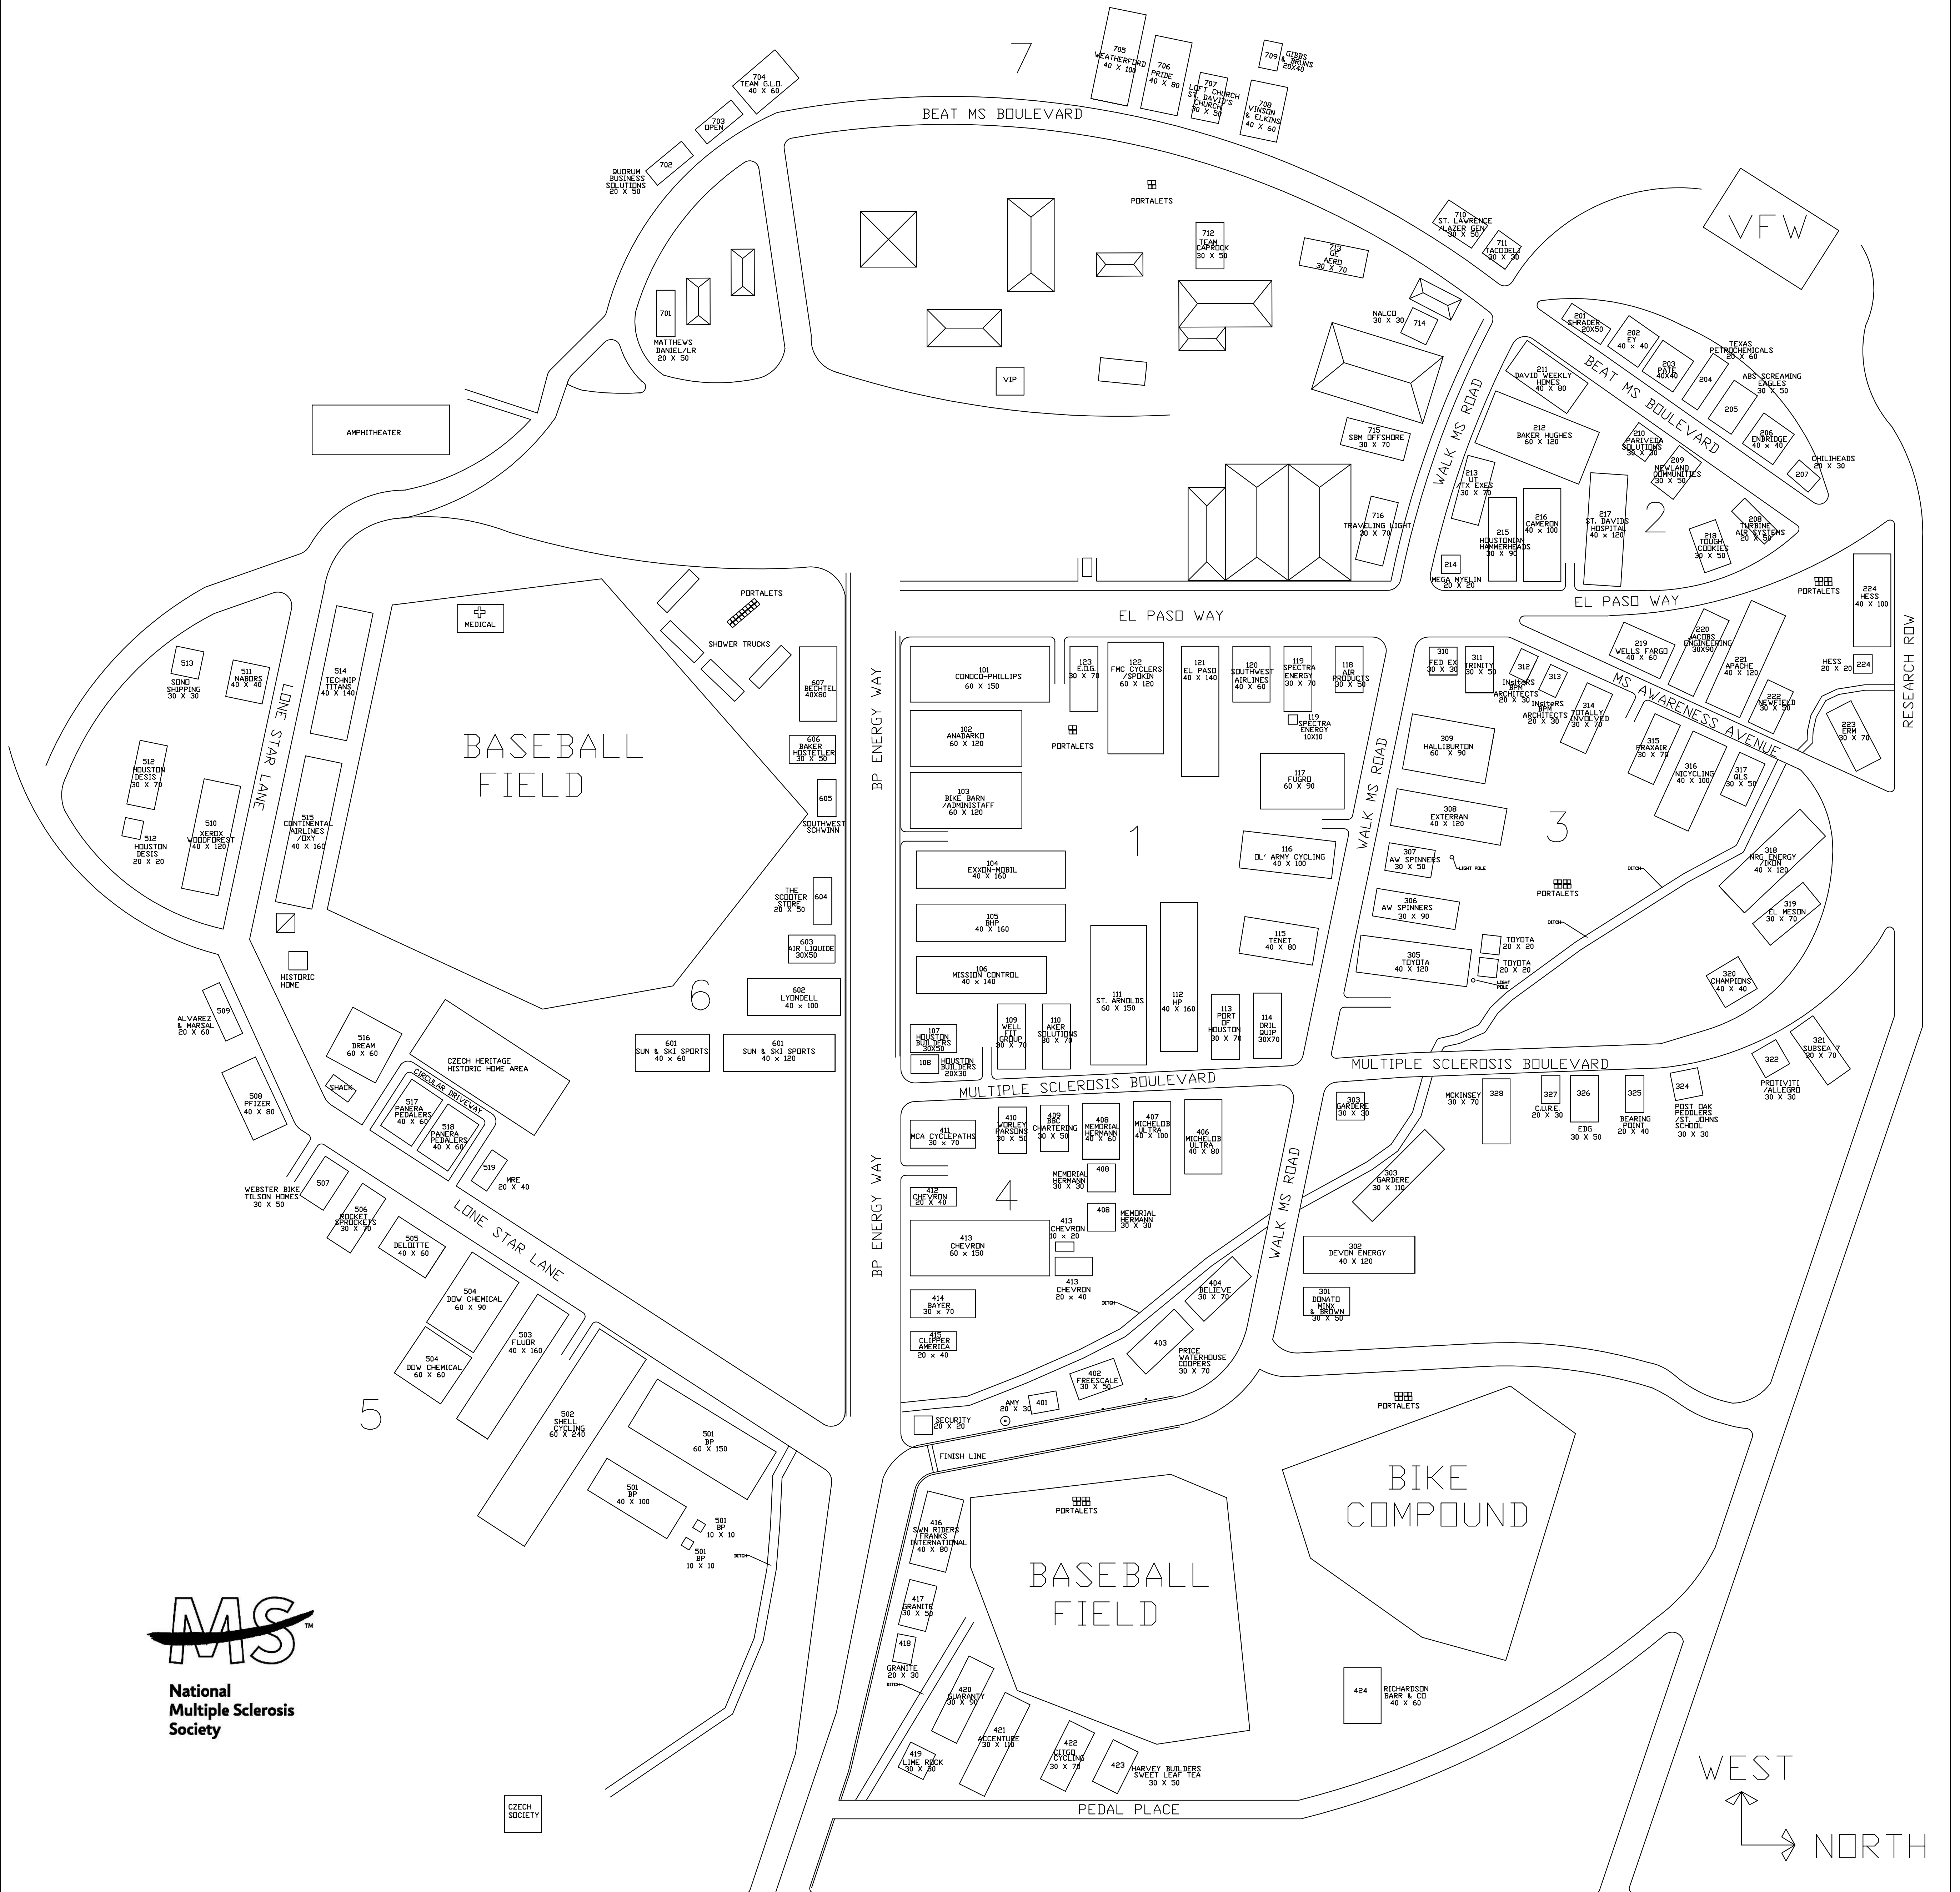 7
705
WEATHERFORD
40 X 100
706
PRIDE
40 X 80
707
LOFT CHURCH
ST. DAVID'S
CHURCH
30 X 50
708
VINSON
& ELKINS
40 X 60
709
GIBBS
& BRUNS
20X40
704
TEAM G.L.O.
40 X 60
703
OPEN
702
QUORUM
BUSINESS
SOLUTIONS
20 X 50
BEAT MS BOULEVARD
PORTALETS
701
MATTHEWS
DANIEL/LR
20 X 50
712
TEAM
CAPROCK
30 X 50
713
GE
AERO
30 X 70
710
ST. LAWRENCE
/LAZER GEN
30 X 50
711
TACODELI
30 X 30
VFW
NALCO
30 X 30
714
VIP
715
SBM OFFSHORE
30 X 70
716
TRAVELING LIGHT
30 X 70
AMPHITHEATER
WALK MS ROAD
201
SHRADER
20X50
202
EY
40 x 40
203
PATE
40X40
TEXAS
PETROCHEMICALS
20 X 60
204
ABS SCREAMING
EAGLES
30 X 50
205
206
ENBRIDGE
40 x 40
CHILIHEADS
20 X 30
207
BEAT MS BOULEVARD
211
DAVID WEEKLY
HOMES
40 X 80
212
BAKER HUGHES
60 X 120
210
PARIVEDA
SOLUTIONS
30 X 30
209
NEWLAND
COMMUNITIES
30 X 50
213
UT
/TX EXES
30 X 70
215
HOUSTONIAN
HAMMERHEADS
30 X 90
216
CAMERON
40 x 100
217
ST. DAVIDS
HOSPITAL
40 x 120
2
218
TOUGH
COOKIES
30 X 50
208
TURBINE
AIR SYSTEMS
20 X 50
214
MEGA MYELIN
20 X 20
PORTALETS
224
HESS
40 X 100
HESS
20 X 20
224
RESEARCH ROW
EL PASO WAY
EL PASO WAY
219
WELLS FARGO
40 X 60
220
JACOBS
ENGINEERING
30X90
221
APACHE
40 X 120
222
NEWFIELD
30 X 50
223
ERM
30 X 70
MS AWARENESS AVENUE
MEDICAL
PORTALETS
SHOWER TRUCKS
607
BECHTEL
40X80
606
BAKER
HOSTETLER
30 X 50
605
SOUTHWEST
SCHWINN
THE
SCOOTER
STORE
20 X 50
604
603
AIR LIQUIDE
30X50
602
LYONDELL
40 x 100
6
601
SUN & SKI SPORTS
40 x 60
601
SUN & SKI SPORTS
40 x 120
BASEBALL
FIELD
513
SONO
SHIPPING
30 X 30
511
NABORS
40 X 40
514
TECHNIP
TITANS
40 X 140
LONE STAR LANE
512
HOUSTON
DESIS
30 X 70
512
HOUSTON
DESIS
20 X 20
510
XEROX
WOODFOREST
40 X 120
515
CONTINENTAL
AIRLINES
/OXY
40 X 160
HISTORIC
HOME
509
ALVAREZ
& MARSAL
20 X 60
508
PFIZER
40 X 80
516
DREAM
60 X 60
SHACK
CZECH HERITAGE
HISTORIC HOME AREA
CIRCULAR DRIVEWAY
517
PANERA
PEDALERS
40 X 60
518
PANERA
PEDALERS
40 X 60
519
MRE
20 X 40
507
WEBSTER BIKE
TILSON HOMES
30 X 50
506
ROCKET
SPROCKETS
30 X 70
505
DELOITTE
40 X 60
LONE STAR LANE
504
DOW CHEMICAL
60 X 90
504
DOW CHEMICAL
60 X 60
503
FLUOR
40 X 160
502
SHELL
CYCLING
60 X 240
501
BP
60 X 150
501
BP
40 X 100
501
BP
10 X 10
501
BP
10 X 10
DITCH
5
BP ENERGY WAY
BP ENERGY WAY
101
CONOCO-PHILLIPS
60 X 150
102
ANADARKO
60 X 120
103
BIKE BARN
/ADMINISTAFF
60 X 120
104
EXXON-MOBIL
40 X 160
105
BHP
40 X 160
106
MISSION CONTROL
40 x 140
107
HOUSTON
BUILDERS
30X50
108
HOUSTON
BUILDERS
20X30
109
WELL
FIT
GROUP
30 X 70
110
AKER
SOLUTIONS
30 X 70
111
ST. ARNOLDS
60 X 150
112
HP
40 X 160
113
PORT
OF
HOUSTON
30 X 70
114
DRIL
QUIP
30X70
115
TENET
40 X 80
116
OL' ARMY CYCLING
40 X 100
117
FUGRO
60 X 90
118
AIR
PRODUCTS
30 X 50
119
SPECTRA
ENERGY
30 X 70
119
SPECTRA
ENERGY
10X10
120
SOUTHWEST
AIRLINES
40 X 60
121
EL PASO
40 X 140
122
FMC CYCLERS
/SPOKIN
60 X 120
123
E.O.G.
30 X 70
PORTALETS
1
WALK MS ROAD
310
FED EX
30 X 30
311
TRINITY
30 X 50
312
InsiteRS
BPM
ARCHITECTS
20 X 30
313
InsiteRS
BPM
ARCHITECTS
20 X 30
314
TOTALLY
INVOLVED
30 X 70
315
PRAXAIR
30 X 70
316
NICYCLING
40 X 100
317
QLS
30 X 50
309
HALLIBURTON
60 X 90
308
EXTERRAN
40 X 120
307
AW SPINNERS
30 X 50
LIGHT POLE
306
AW SPINNERS
30 X 90
305
TOYOTA
40 X 120
TOYOTA
20 X 20
TOYOTA
20 X 20
LIGHT
POLE
3
PORTALETS
DITCH
DITCH
318
NRG ENERGY
/IKON
40 X 120
319
EL MESON
30 X 70
320
CHAMPIONS
40 X 40
321
SUBSEA 7
30 X 70
322
PROTIVITI
/ALLEGRO
30 X 30
MULTIPLE SCLEROSIS BOULEVARD
MULTIPLE SCLEROSIS BOULEVARD
324
POST OAK
PEDDLERS
/ST. JOHNS
SCHOOL
30 X 30
325
BEARING
POINT
20 X 40
326
EDG
30 X 50
327
C.U.R.E.
20 X 30
MCKINSEY
30 X 70
328
303
GARDERE
30 X 30
303
GARDERE
30 X 110
302
DEVON ENERGY
40 X 120
301
DONATO
MINX
& BROWN
30 X 50
WALK MS ROAD
411
MCA CYCLEPATHS
30 x 70
410
WORLEY
PARSONS
30 X 50
409
BBC
CHARTERING
30 X 50
408
MEMORIAL
HERMANN
40 X 60
407
MICHELOB
ULTRA
40 X 100
406
MICHELOB
ULTRA
40 X 80
MEMORIAL
HERMANN
30 X 30
408
408
MEMORIAL
HERMANN
30 X 30
412
CHEVRON
20 X 40
4
413
CHEVRON
60 x 150
413
CHEVRON
10 x 20
413
CHEVRON
20 x 40
414
BAYER
30 x 70
415
CLIPPER
AMERICA
20 x 40
DITCH
404
BELIEVE
30 X 70
403
PRICE
WATERHOUSE
COOPERS
30 X 70
402
FREESCALE
30 X 50
AMY
20 X 30
401
SECURITY
20 X 20
FINISH LINE
PORTALETS
BIKE
COMPOUND
PORTALETS
BASEBALL
FIELD
416
SWN RIDERS
FRANKS
INTERNATIONAL
40 X 80
417
GRANITE
30 X 50
418
GRANITE
20 X 30
DITCH
420
GUARANTY
30 X 90
419
LIME ROCK
30 X 30
421
ACCENTURE
30 X 110
422
CITGO
CYCLING
30 X 70
423
HARVEY BUILDERS
SWEET LEAF TEA
30 X 50
424
RICHARDSON
BARR & CO
40 X 60
PEDAL PLACE
CZECH
SOCIETY
MS™
National
Multiple Sclerosis
Society
WEST
NORTH